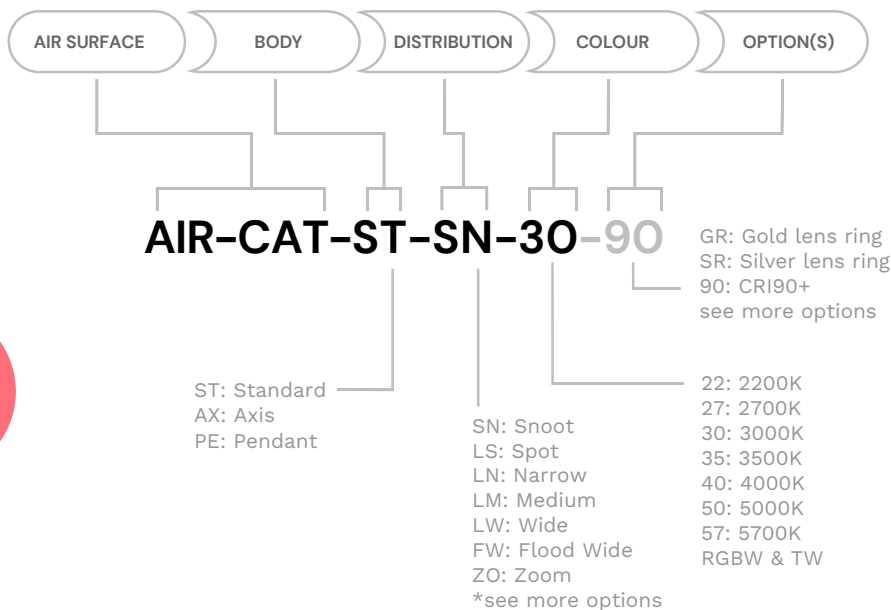 AIR SURFACE
BODY
DISTRIBUTION
COLOUR
OPTION(S)
AIR-CAT-ST-SN-30-90
GR: Gold lens ring
SR: Silver lens ring
90: CRI90+
see more options
ST: Standard
AX: Axis
PE: Pendant
SN: Snoot
LS: Spot
LN: Narrow
LM: Medium
LW: Wide
FW: Flood Wide
ZO: Zoom
*see more options
22: 2200K
27: 2700K
30: 3000K
35: 3500K
40: 4000K
50: 5000K
57: 5700K
RGBW & TW